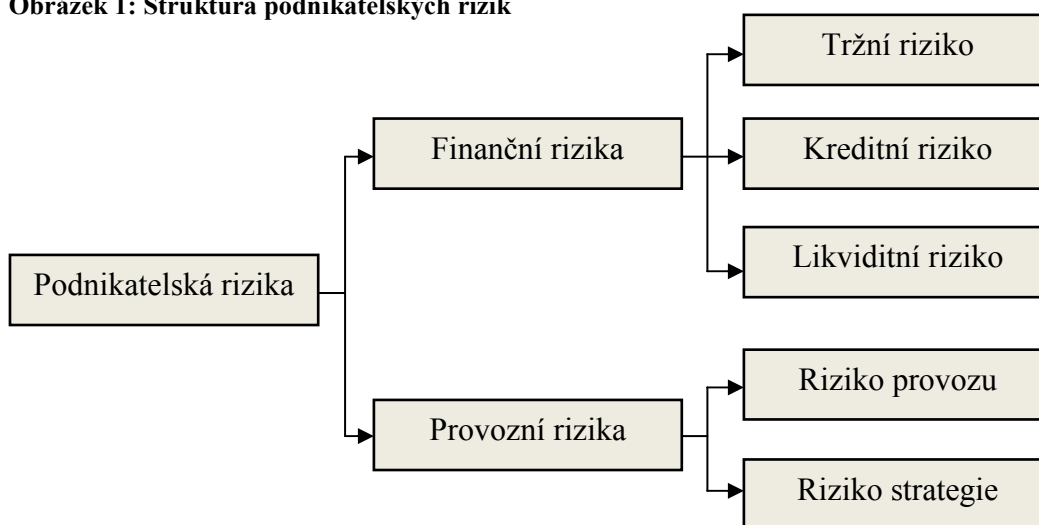 Obrázek 1: Struktura podnikatelských rizik
Tržní riziko
Finanční rizika
Kreditní riziko
Likviditní riziko
Podnikatelská rizika
Riziko provozu
Provozní rizika
Riziko strategie